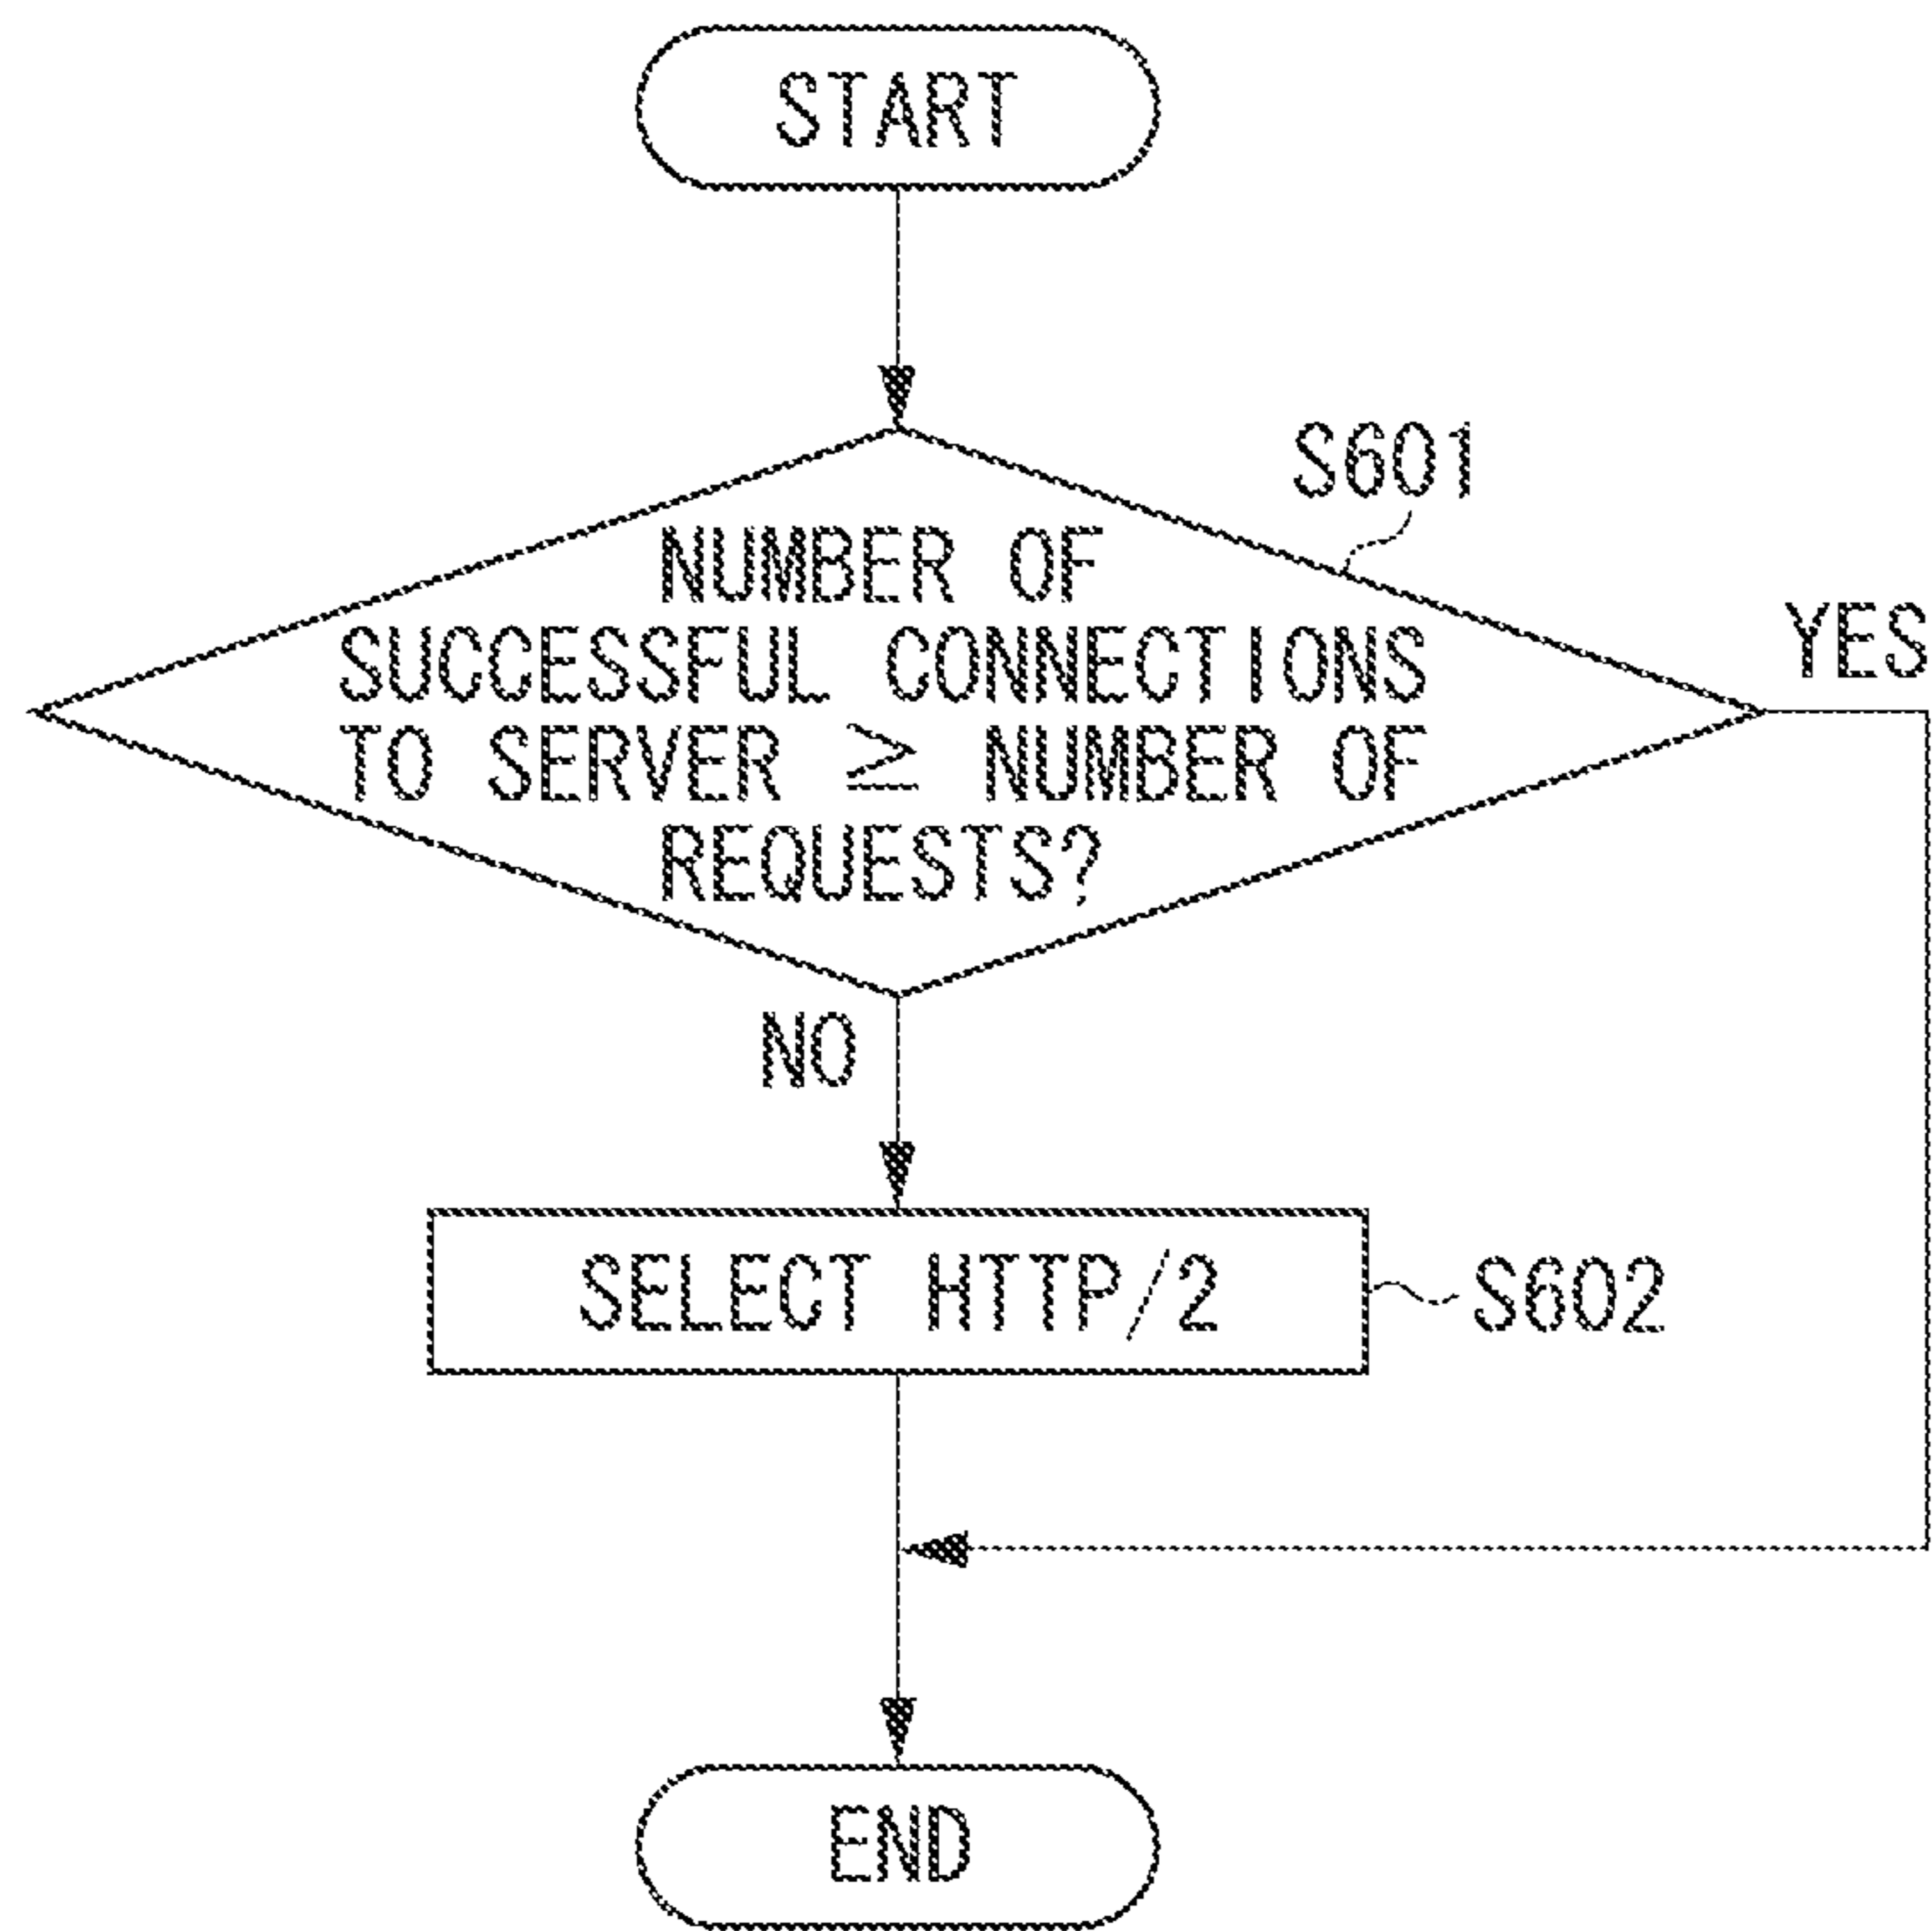 START
S601
NUMBER OF
SUCCESSFUL CONNECTIONS
TO SERVER ≧ NUMBER OF
REQUESTS?
YES
NO
SELECT HTTP/2
S602
END